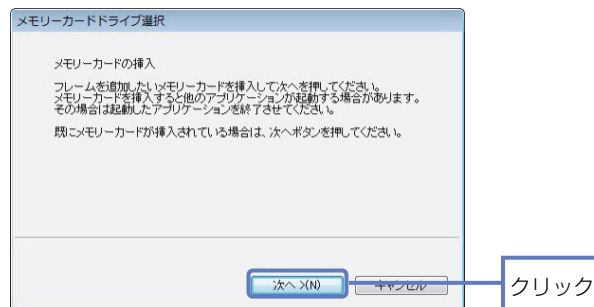 メモリーカードドライブ選択
メモリーカードの挿入
フレームを追加したいメモリーカードを挿入して次へを押してください。
メモリーカードを挿入すると他のアプリケーションが起動する場合があります。
その場合は起動したアプリケーションを終了させてください。
既にメモリーカードが挿入されている場合は、次へボタンを押してください。
次へ >(N)
キャンセル
クリック